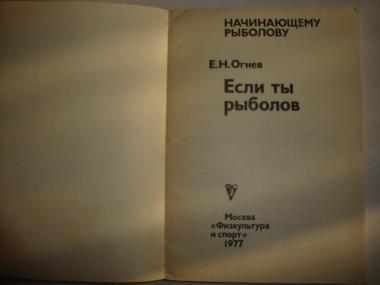 НАЧИНАЮЩЕМУ
РЫБОЛОВУ
Е.Н.Огнев
Если ты
рыболов
Москва
«Физкультура
и спорт»
1977